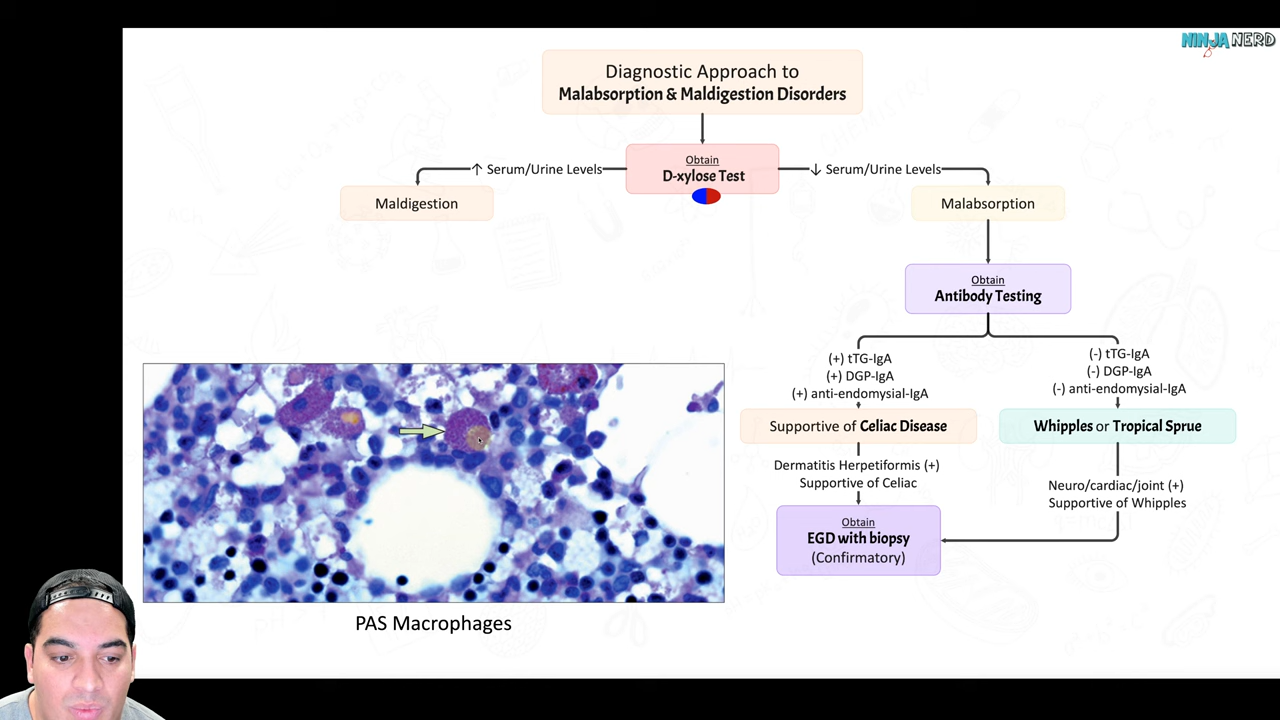 NINJA NERD
Diagnostic Approach to
Malabsorption & Maldigestion Disorders
Obtain
D-xylose Test
↑ Serum/Urine Levels
↓ Serum/Urine Levels
Maldigestion
Malabsorption
Obtain
Antibody Testing
(+) tTG-IgA
(+) DGP-IgA
(+) anti-endomysial-IgA
(-) tTG-IgA
(-) DGP-IgA
(-) anti-endomysial-IgA
Supportive of Celiac Disease
Whipples or Tropical Sprue
Dermatitis Herpetiformis (+)
Supportive of Celiac
Neuro/cardiac/joint (+)
Supportive of Whipples
Obtain
EGD with biopsy
(Confirmatory)
PAS Macrophages